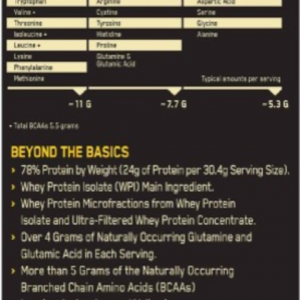 Tryptophan Arginine Aspartic Acid
Valine + Cystine Serine
Threonine Tyrosine Glycine
Isoleucine + Histidine Alanine
Leucine + Proline
Lysine Glutamine &
Phenylalanine Glutamic Acid
Methionine Typical amounts per serving
~11 G ~7.7 G ~5.3 G
+ Total BCAAs 5.5 grams
BEYOND THE BASICS
› 78% Protein by Weight (24g of Protein per 30.4g Serving Size).
› Whey Protein Isolate (WPI) Main Ingredient.
› Whey Protein Microfractions from Whey Protein
Isolate and Ultra-Filtered Whey Protein Concentrate.
› Over 4 Grams of Naturally Occurring Glutamine and
Glutamic Acid in Each Serving.
› More than 5 Grams of the Naturally Occurring
Branched Chain Amino Acids (BCAAs)